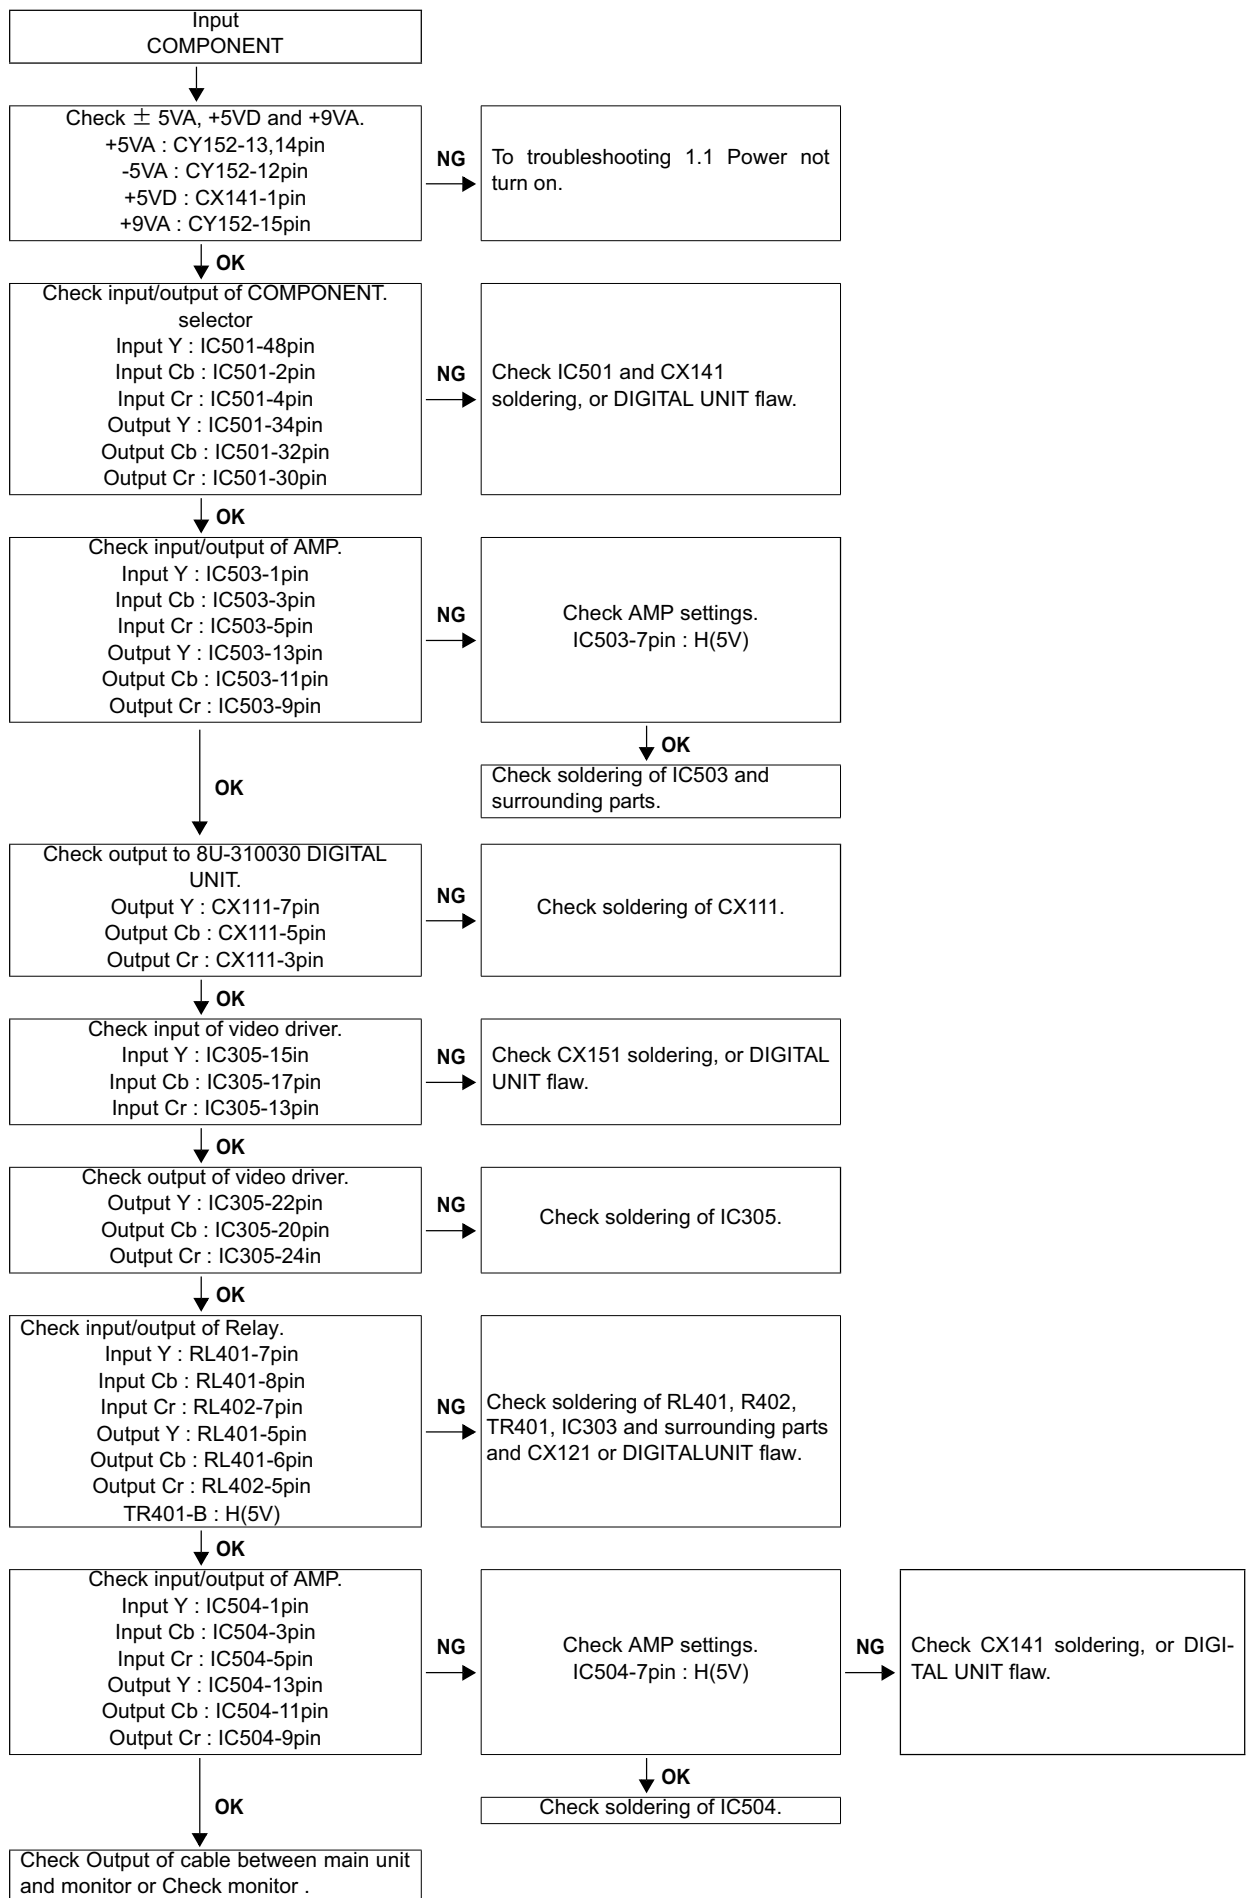 Input
COMPONENT
Check ± 5VA, +5VD and +9VA.
+5VA : CY152-13,14pin
-5VA : CY152-12pin
+5VD : CX141-1pin
+9VA : CY152-15pin
NG
To troubleshooting 1.1 Power not
turn on.
OK
Check input/output of COMPONENT.
selector
Input Y : IC501-48pin
Input Cb : IC501-2pin
Input Cr : IC501-4pin
Output Y : IC501-34pin
Output Cb : IC501-32pin
Output Cr : IC501-30pin
NG
Check IC501 and CX141
soldering, or DIGITAL UNIT flaw.
OK
Check input/output of AMP.
Input Y : IC503-1pin
Input Cb : IC503-3pin
Input Cr : IC503-5pin
Output Y : IC503-13pin
Output Cb : IC503-11pin
Output Cr : IC503-9pin
NG
Check AMP settings.
IC503-7pin : H(5V)
OK
Check soldering of IC503 and
surrounding parts.
OK
Check output to 8U-310030 DIGITAL
UNIT.
Output Y : CX111-7pin
Output Cb : CX111-5pin
Output Cr : CX111-3pin
NG
Check soldering of CX111.
OK
Check input of video driver.
Input Y : IC305-15in
Input Cb : IC305-17pin
Input Cr : IC305-13pin
NG
Check CX151 soldering, or DIGITAL
UNIT flaw.
OK
Check output of video driver.
Output Y : IC305-22pin
Output Cb : IC305-20pin
Output Cr : IC305-24in
NG
Check soldering of IC305.
OK
Check input/output of Relay.
Input Y : RL401-7pin
Input Cb : RL401-8pin
Input Cr : RL402-7pin
Output Y : RL401-5pin
Output Cb : RL401-6pin
Output Cr : RL402-5pin
TR401-B : H(5V)
NG
Check soldering of RL401, R402,
TR401, IC303 and surrounding parts
and CX121 or DIGITALUNIT flaw.
OK
Check input/output of AMP.
Input Y : IC504-1pin
Input Cb : IC504-3pin
Input Cr : IC504-5pin
Output Y : IC504-13pin
Output Cb : IC504-11pin
Output Cr : IC504-9pin
NG
Check AMP settings.
IC504-7pin : H(5V)
NG
Check CX141 soldering, or DIGI-
TAL UNIT flaw.
OK
Check soldering of IC504.
OK
Check Output of cable between main unit
and monitor or Check monitor .